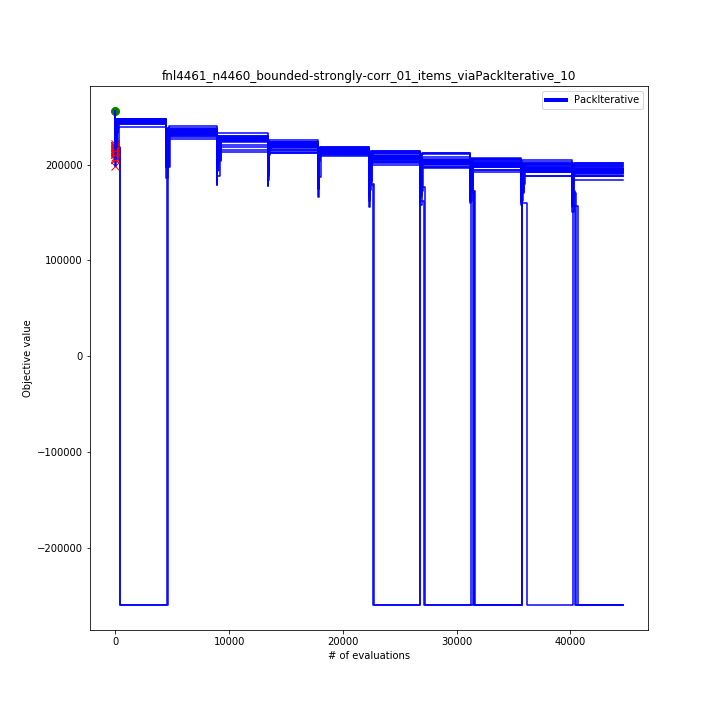 fnl4461_n4460_bounded-strongly-corr_01_items_viaPackIterative_10
PackIterative
200000
100000
0
−100000
−200000
Objective value
0 10000 20000 30000 40000
# of evaluations